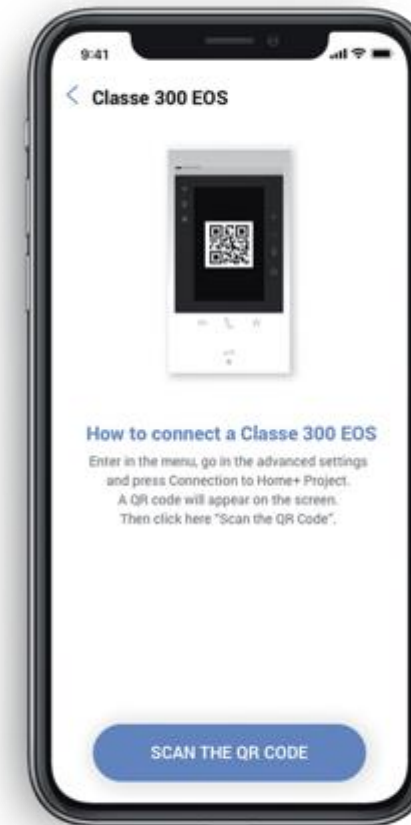 9:41
Classe 300 EOS
How to connect a Classe 300 EOS
Enter in the menu, go in the advanced settings
and press Connection to Home+ Project.
A QR code will appear on the screen.
Then click here "Scan the QR Code".
SCAN THE QR CODE